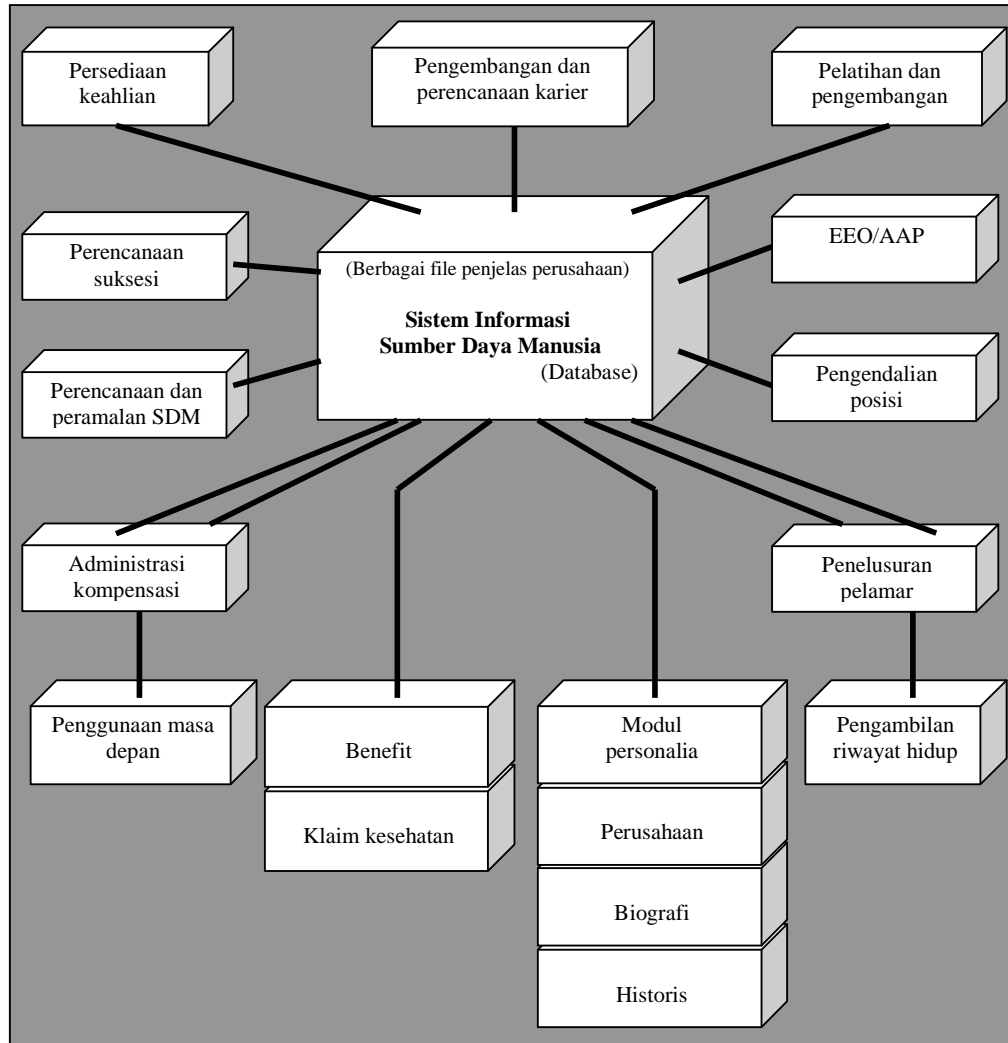 Persediaan
keahlian
Pengembangan dan
perencanaan karier
Pelatihan dan
pengembangan
Perencanaan
suksesi
(Berbagai file penjelas perusahaan)
Sistem Informasi
Sumber Daya Manusia
(Database)
EEO/AAP
Perencanaan dan
peramalan SDM
Pengendalian
posisi
Administrasi
kompensasi
Penelusuran
pelamar
Penggunaan masa
depan
Benefit
Klaim kesehatan
Modul
personalia
Perusahaan
Biografi
Historis
Pengambilan
riwayat hidup